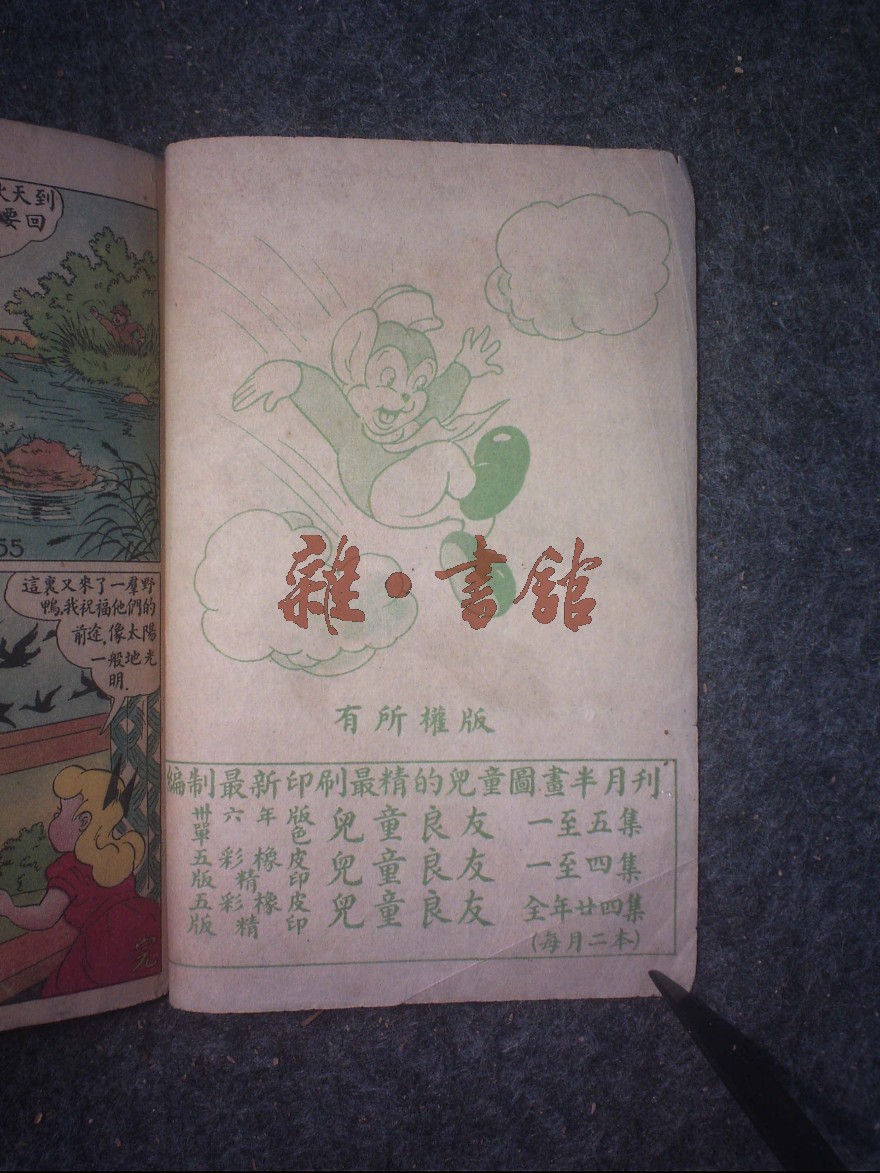 天到
要回
55
這裏又來了一羣野
鴨,我祝福他們的
前途,像太陽
一般地光
明.
完
雜·書館
有所權版
編制最新印刷最精的兒童圖畫半月刊
卅六年版
單色 兒童良友 一至五集
五彩橡皮
版精印 兒童良友 一至四集
五彩橡皮
版精印 兒童良友 全年廿四集
(每月二本)